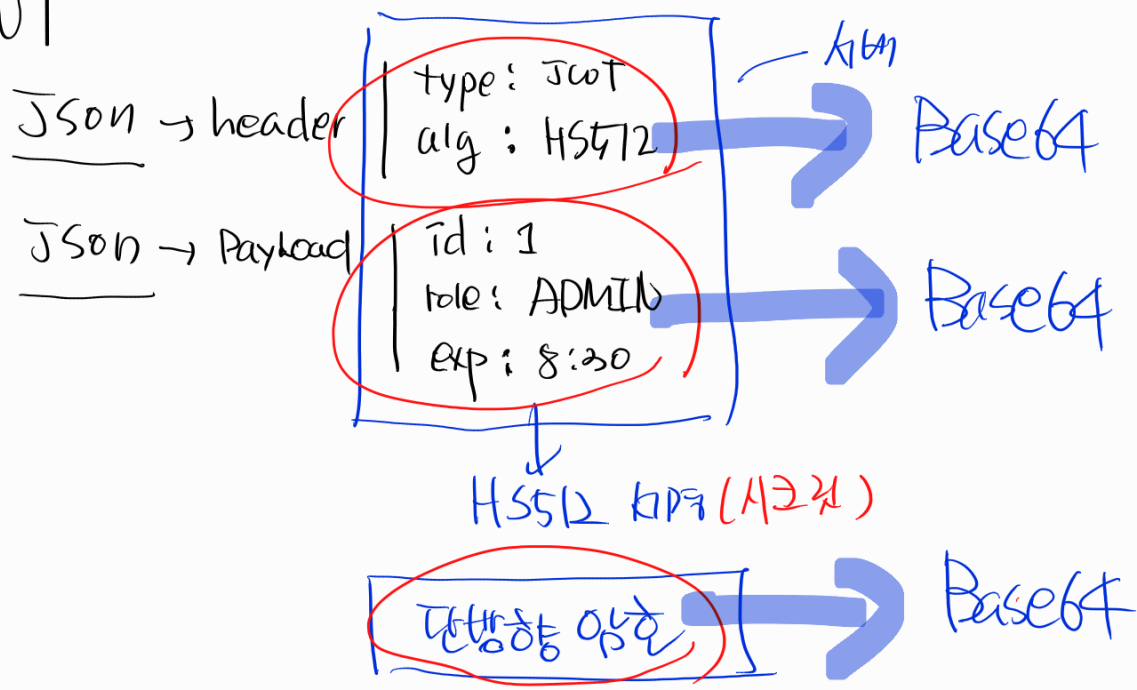 JSON → header
type: JWT
alg : HS512
Base64
JSON → Payload
id : 1
role: ADMIN
exp : 8:30
Base64
HS512 서명 (시크릿)
단방향 암호
Base64